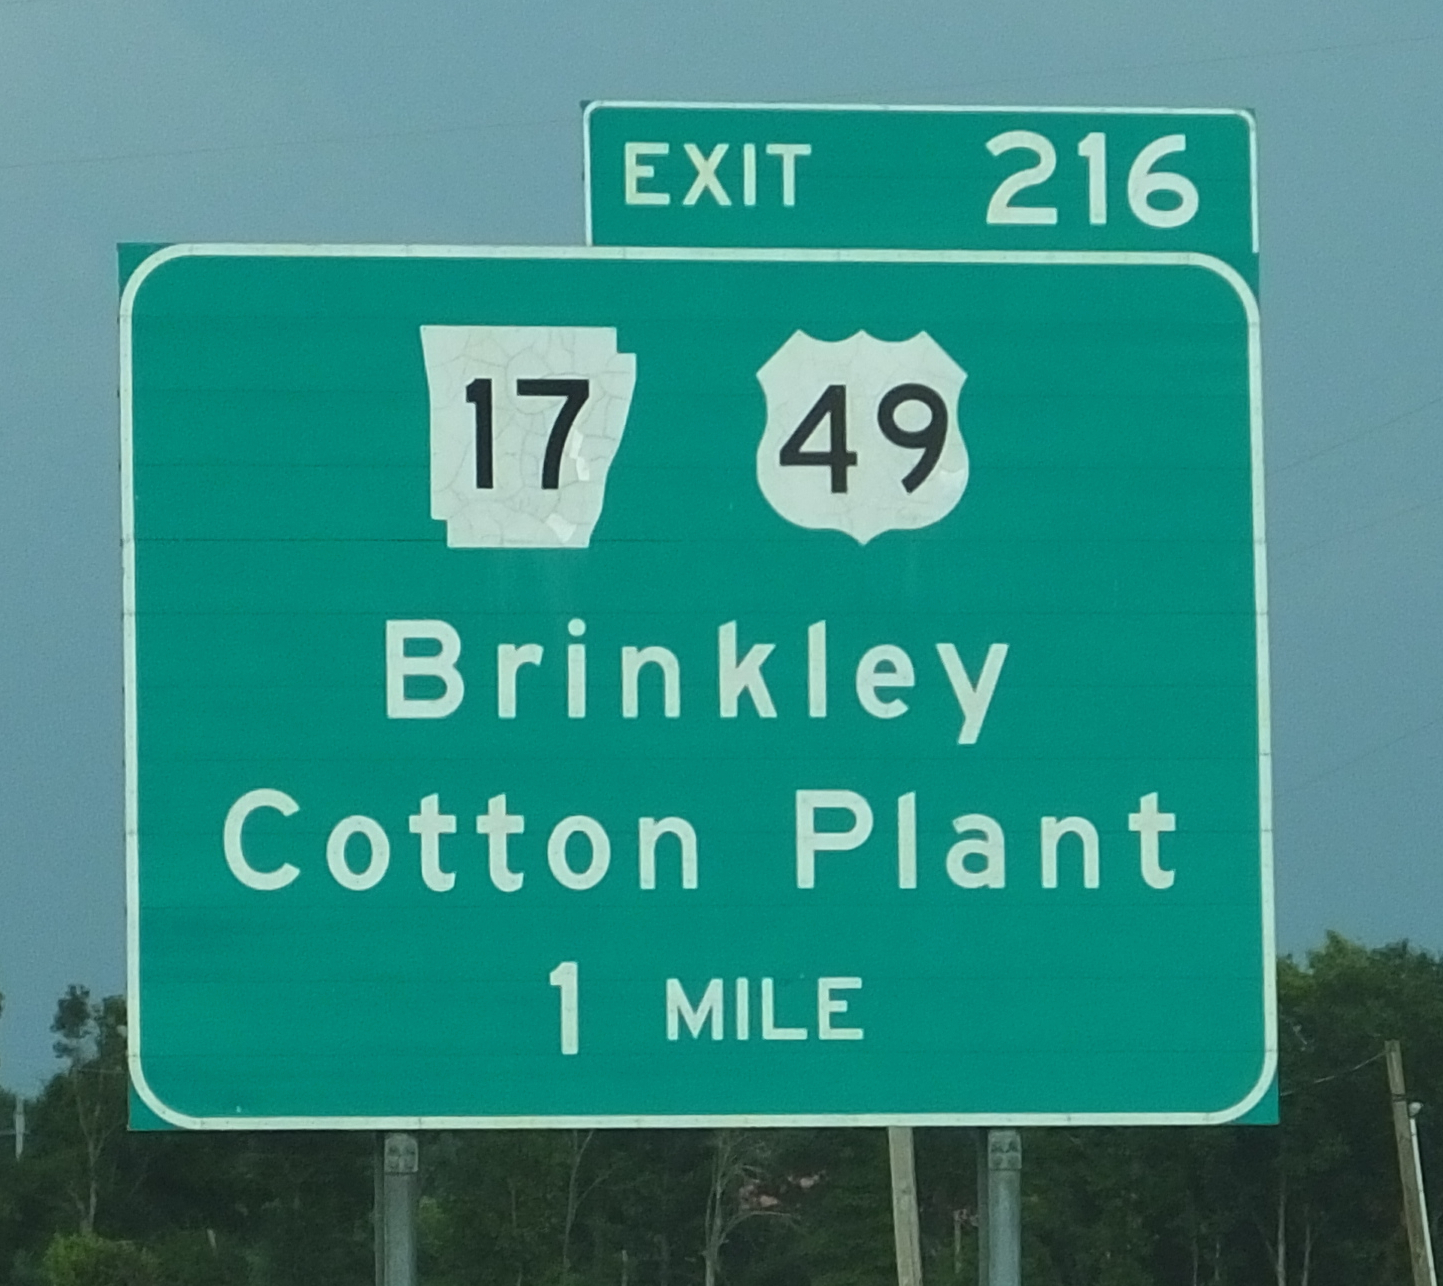 EXIT 216
17 49
Brinkley
Cotton Plant
1 MILE